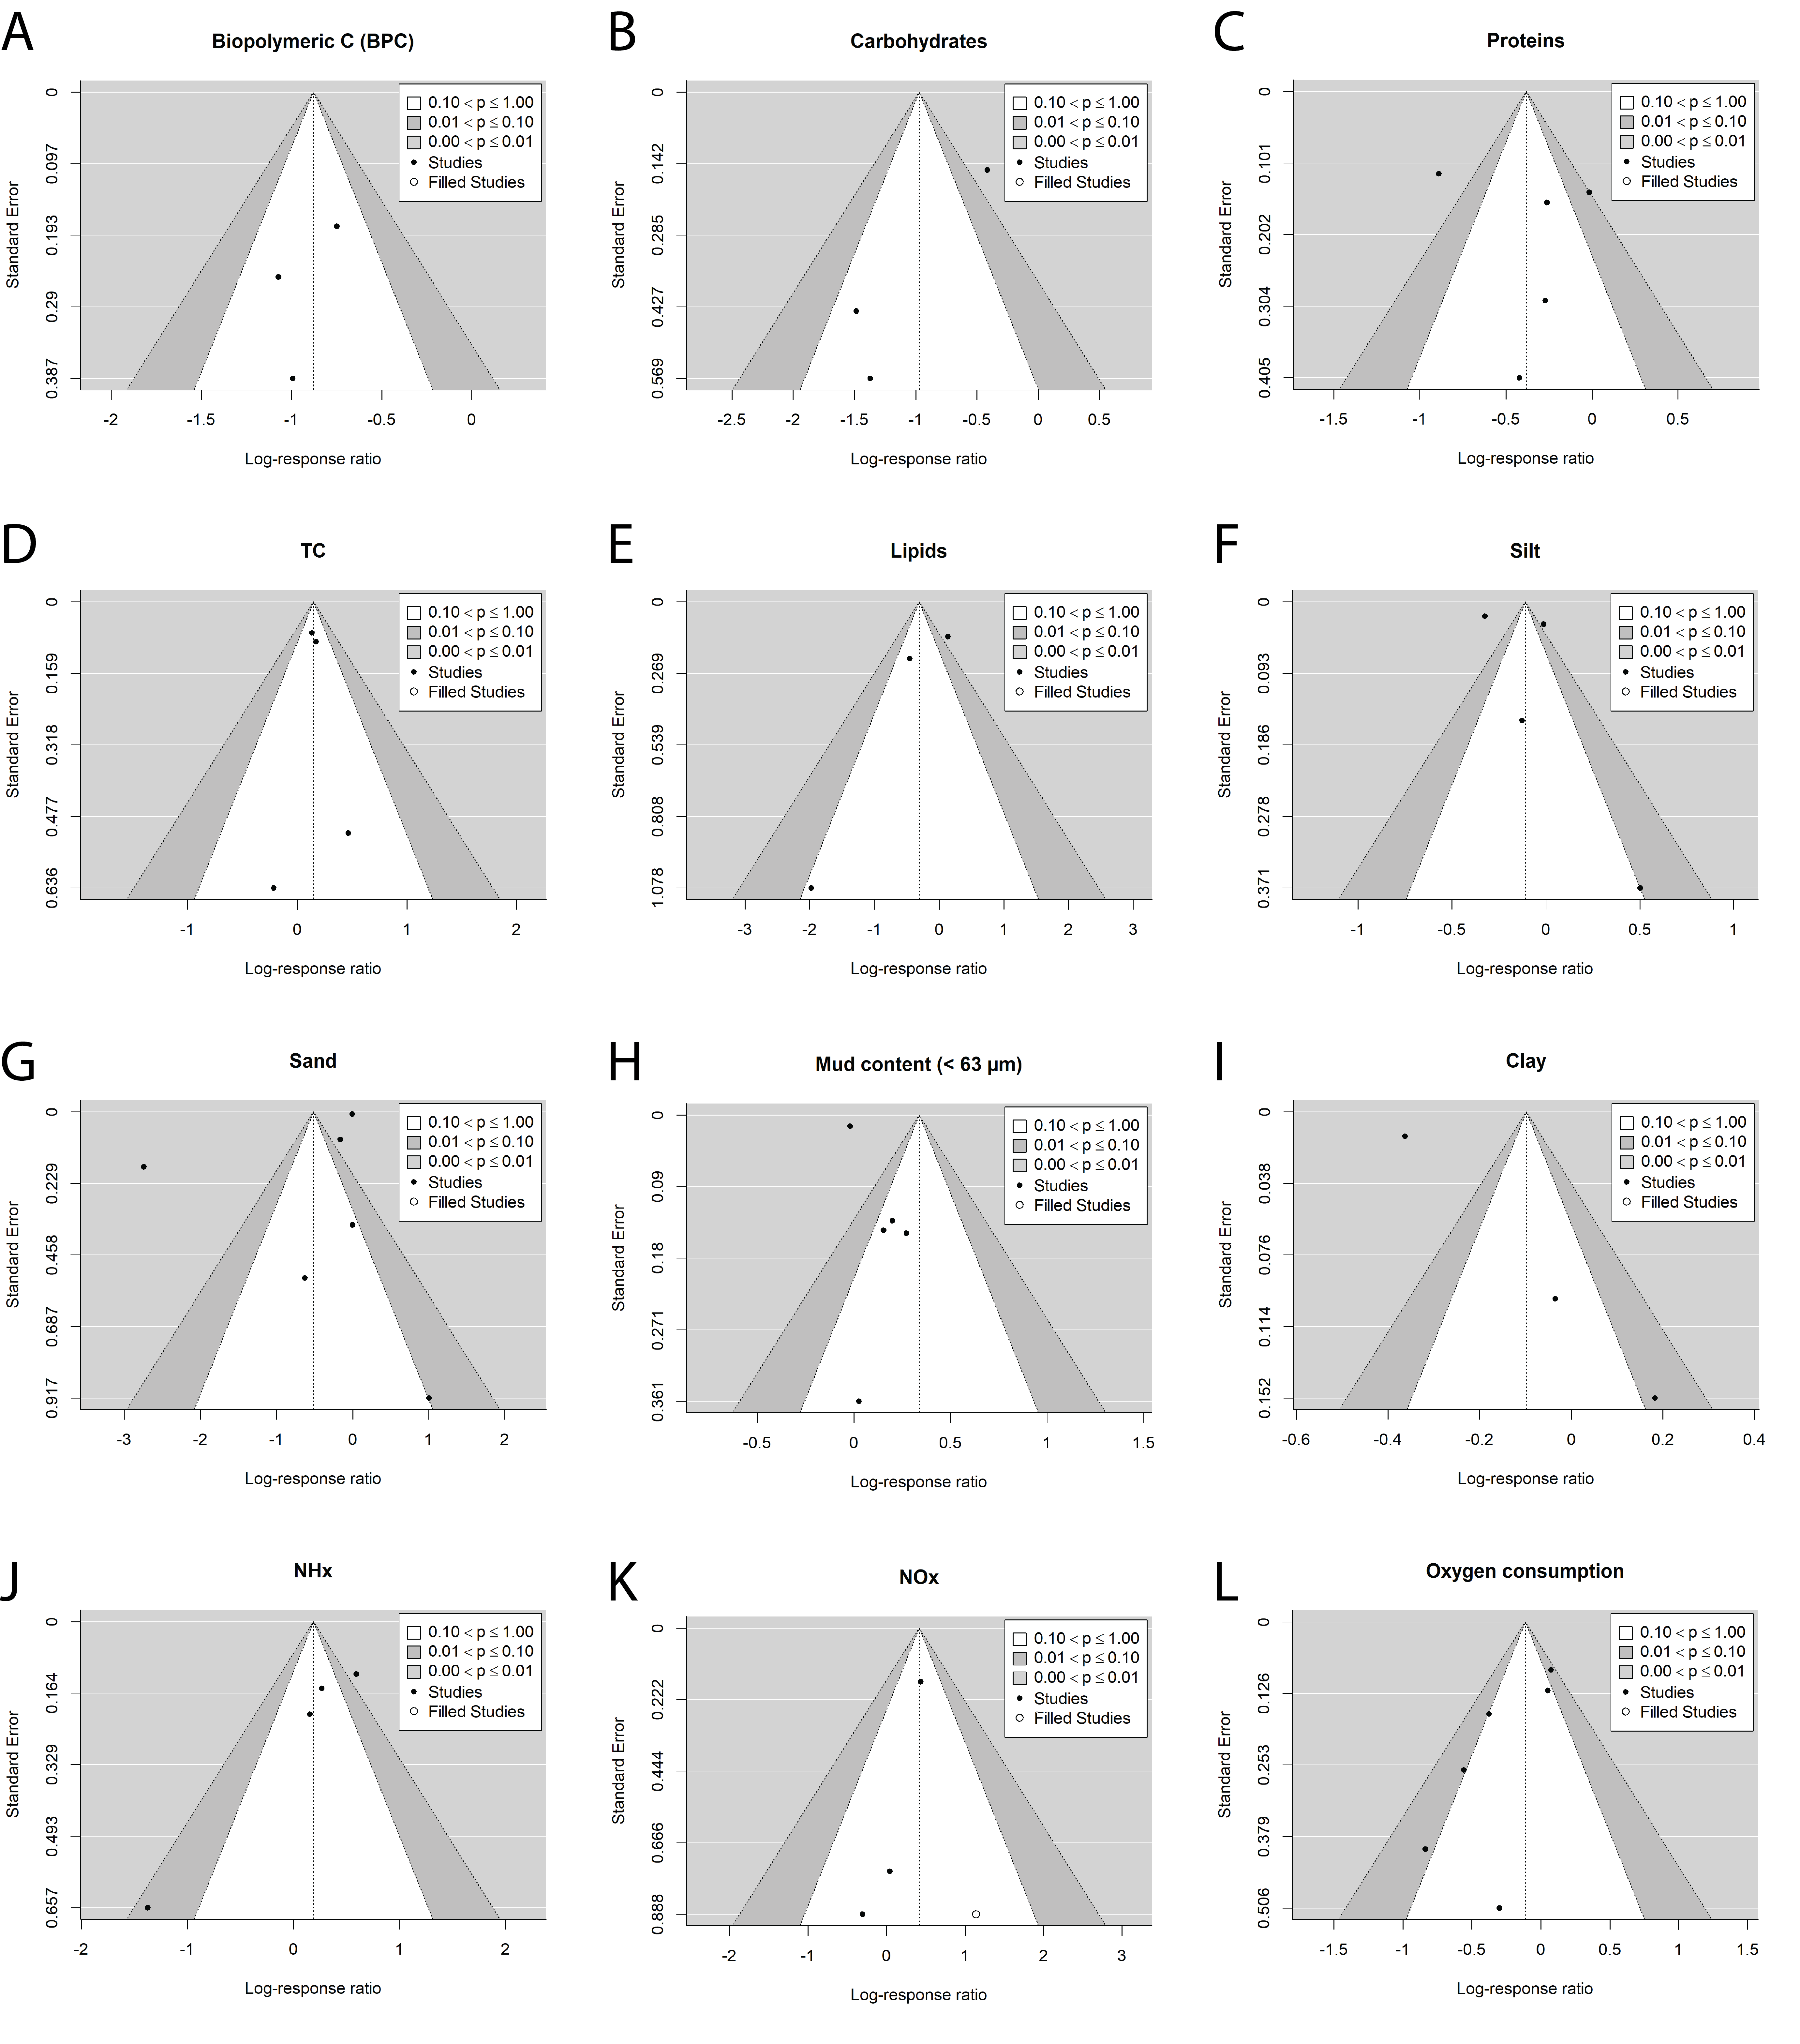 A
Biopolymeric C (BPC)
0.10 < p ≤ 1.00
0.01 < p ≤ 0.10
0.00 < p ≤ 0.01
Studies
Filled Studies
Standard Error
0
0.097
0.193
0.29
0.387
-2
-1.5
-1
-0.5
0
Log-response ratio
B
Carbohydrates
0.10 < p ≤ 1.00
0.01 < p ≤ 0.10
0.00 < p ≤ 0.01
Studies
Filled Studies
Standard Error
0
0.142
0.285
0.427
0.569
-2.5
-2
-1.5
-1
-0.5
0
0.5
Log-response ratio
C
Proteins
0.10 < p ≤ 1.00
0.01 < p ≤ 0.10
0.00 < p ≤ 0.01
Studies
Filled Studies
Standard Error
0
0.101
0.202
0.304
0.405
-1.5
-1
-0.5
0
0.5
Log-response ratio
D
TC
0.10 < p ≤ 1.00
0.01 < p ≤ 0.10
0.00 < p ≤ 0.01
Studies
Filled Studies
Standard Error
0
0.159
0.318
0.477
0.636
-1
0
1
2
Log-response ratio
E
Lipids
0.10 < p ≤ 1.00
0.01 < p ≤ 0.10
0.00 < p ≤ 0.01
Studies
Filled Studies
Standard Error
0
0.269
0.539
0.808
1.078
-3
-2
-1
0
1
2
3
Log-response ratio
F
Silt
0.10 < p ≤ 1.00
0.01 < p ≤ 0.10
0.00 < p ≤ 0.01
Studies
Filled Studies
Standard Error
0
0.093
0.186
0.278
0.371
-1
-0.5
0
0.5
1
Log-response ratio
G
Sand
0.10 < p ≤ 1.00
0.01 < p ≤ 0.10
0.00 < p ≤ 0.01
Studies
Filled Studies
Standard Error
0
0.229
0.458
0.687
0.917
-3
-2
-1
0
1
2
Log-response ratio
H
Mud content (< 63 µm)
0.10 < p ≤ 1.00
0.01 < p ≤ 0.10
0.00 < p ≤ 0.01
Studies
Filled Studies
Standard Error
0
0.09
0.18
0.271
0.361
-0.5
0
0.5
1
1.5
Log-response ratio
I
Clay
0.10 < p ≤ 1.00
0.01 < p ≤ 0.10
0.00 < p ≤ 0.01
Studies
Filled Studies
Standard Error
0
0.038
0.076
0.114
0.152
-0.6
-0.4
-0.2
0
0.2
0.4
Log-response ratio
J
NHx
0.10 < p ≤ 1.00
0.01 < p ≤ 0.10
0.00 < p ≤ 0.01
Studies
Filled Studies
Standard Error
0
0.164
0.329
0.493
0.657
-2
-1
0
1
2
Log-response ratio
K
NOx
0.10 < p ≤ 1.00
0.01 < p ≤ 0.10
0.00 < p ≤ 0.01
Studies
Filled Studies
Standard Error
0
0.222
0.444
0.666
0.888
-2
-1
0
1
2
3
Log-response ratio
L
Oxygen consumption
0.10 < p ≤ 1.00
0.01 < p ≤ 0.10
0.00 < p ≤ 0.01
Studies
Filled Studies
Standard Error
0
0.126
0.253
0.379
0.506
-1.5
-1
-0.5
0
0.5
1
1.5
Log-response ratio